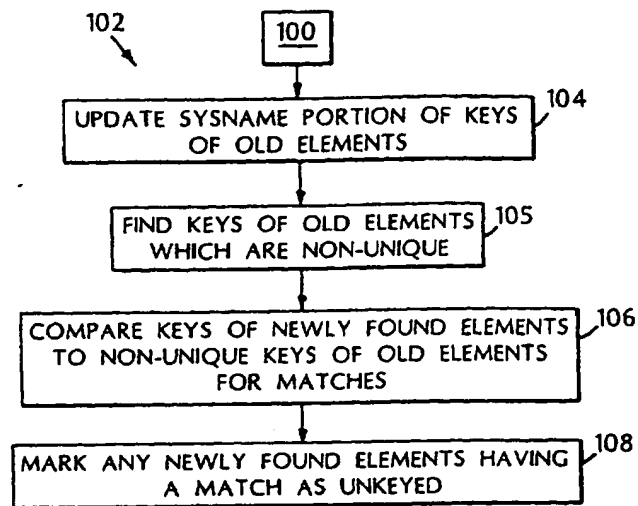 102
100
104
UPDATE SYSNAME PORTION OF KEYS
OF OLD ELEMENTS
105
FIND KEYS OF OLD ELEMENTS
WHICH ARE NON-UNIQUE
106
COMPARE KEYS OF NEWLY FOUND ELEMENTS
TO NON-UNIQUE KEYS OF OLD ELEMENTS
FOR MATCHES
108
MARK ANY NEWLY FOUND ELEMENTS HAVING
A MATCH AS UNKEYED